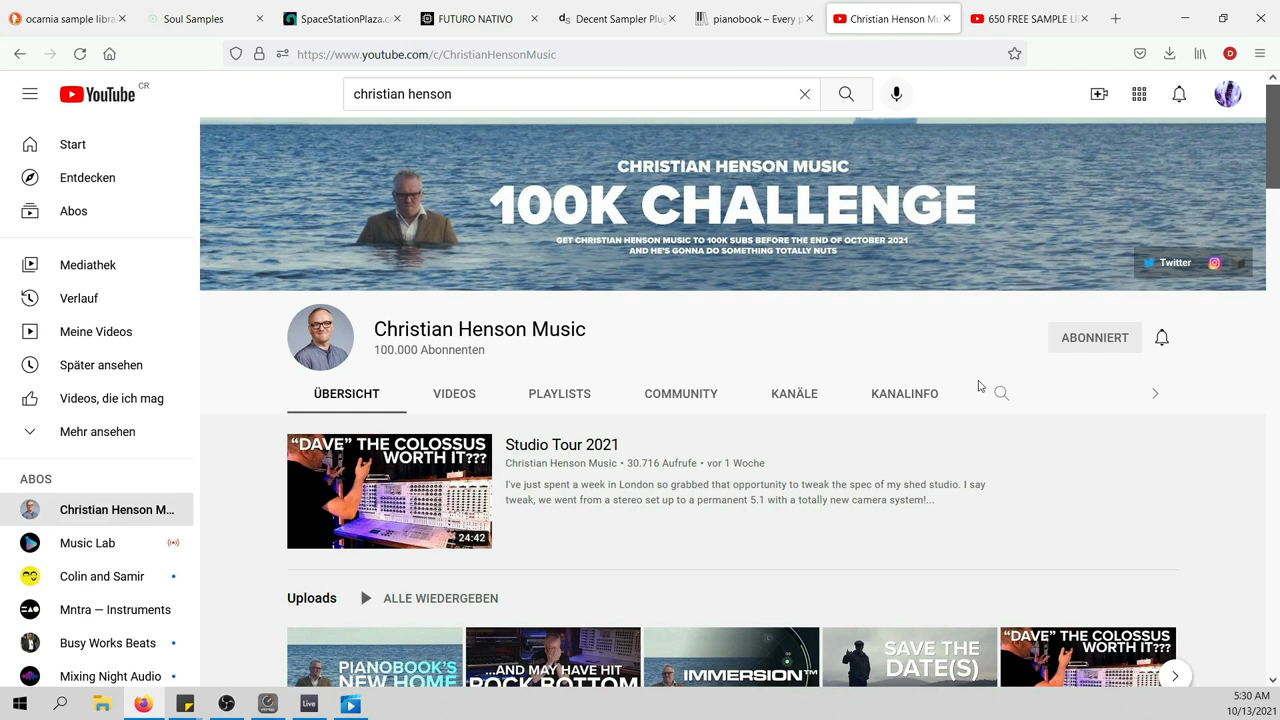 ocarnia sample libra
Soul Samples
SpaceStationPlaza.co
FUTURO NATIVO
Decent Sampler Plug
pianobook – Every p
Christian Henson Mu
650 FREE SAMPLE LI
https://www.youtube.com/c/ChristianHensonMusic
YouTube CR
christian henson
Start
Entdecken
Abos
Mediathek
Verlauf
Meine Videos
Später ansehen
Videos, die ich mag
Mehr ansehen
ABOS
Christian Henson M...
Music Lab
Colin and Samir
Mntra — Instruments
Busy Works Beats
Mixing Night Audio
CHRISTIAN HENSON MUSIC
100K CHALLENGE
GET CHRISTIAN HENSON MUSIC TO 100K SUBS BEFORE THE END OF OCTOBER 2021
AND HE'S GONNA DO SOMETHING TOTALLY NUTS
Twitter
Christian Henson Music
100.000 Abonnenten
ABONNIERT
ÜBERSICHT
VIDEOS
PLAYLISTS
COMMUNITY
KANÄLE
KANALINFO
"DAVE" THE COLOSSUS
WORTH IT???
24:42
Studio Tour 2021
Christian Henson Music • 30.716 Aufrufe • vor 1 Woche
I've just spent a week in London so grabbed that opportunity to tweak the spec of my shed studio. I say
tweak, we went from a stereo set up to a permanent 5.1 with a totally new camera system!...
Uploads
ALLE WIEDERGEBEN
PIANOBOOK'S
NEW HOME
...AND MAY HAVE HIT
ROCK BOTTOM
IMMERSION™
SAVE THE
DATE(S)
"DAVE" THE COLOSSUS
WORTH IT???
Live
5:30 AM
10/13/2021